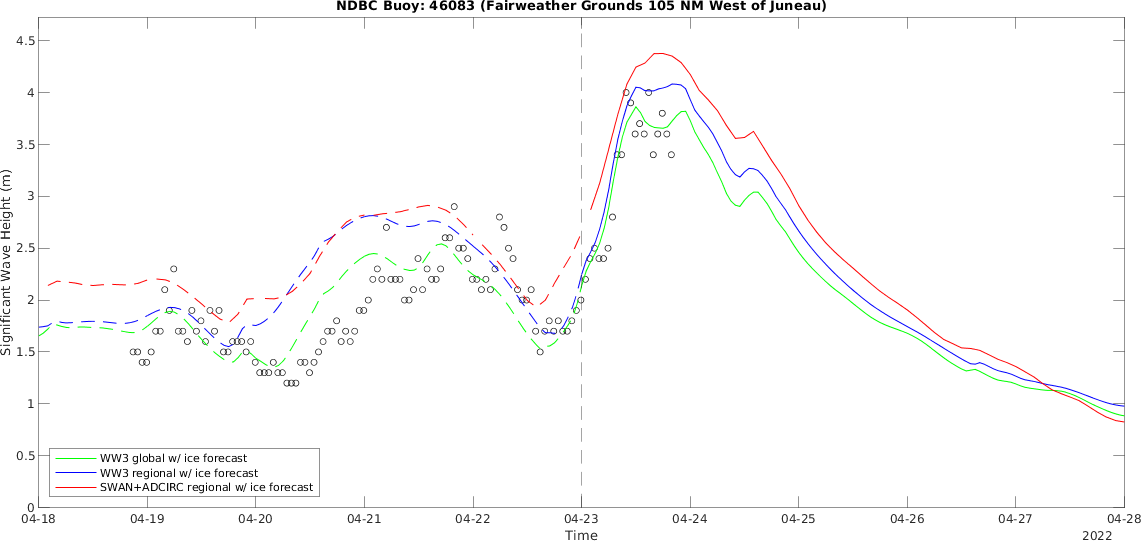 NDBC Buoy: 46083 (Fairweather Grounds 105 NM West of Juneau)
Significant Wave Height (m)
4.5
4
3.5
3
2.5
2
1.5
1
0.5
0
WW3 global w/ ice forecast
WW3 regional w/ ice forecast
SWAN+ADCIRC regional w/ ice forecast
04-18 04-19 04-20 04-21 04-22 04-23 04-24 04-25 04-26 04-27 04-28
Time
2022